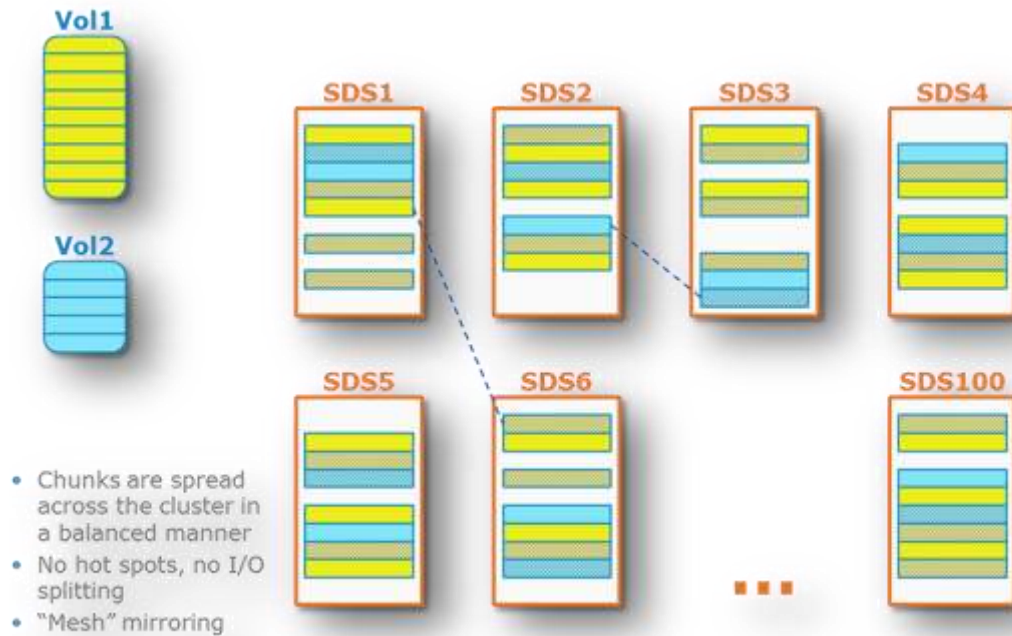 Vol1
SDS1
SDS2
SDS3
SDS4
Vol2
SDS5
SDS6
SDS100
• Chunks are spread
across the cluster in
a balanced manner
• No hot spots, no I/O
splitting
• “Mesh” mirroring
...